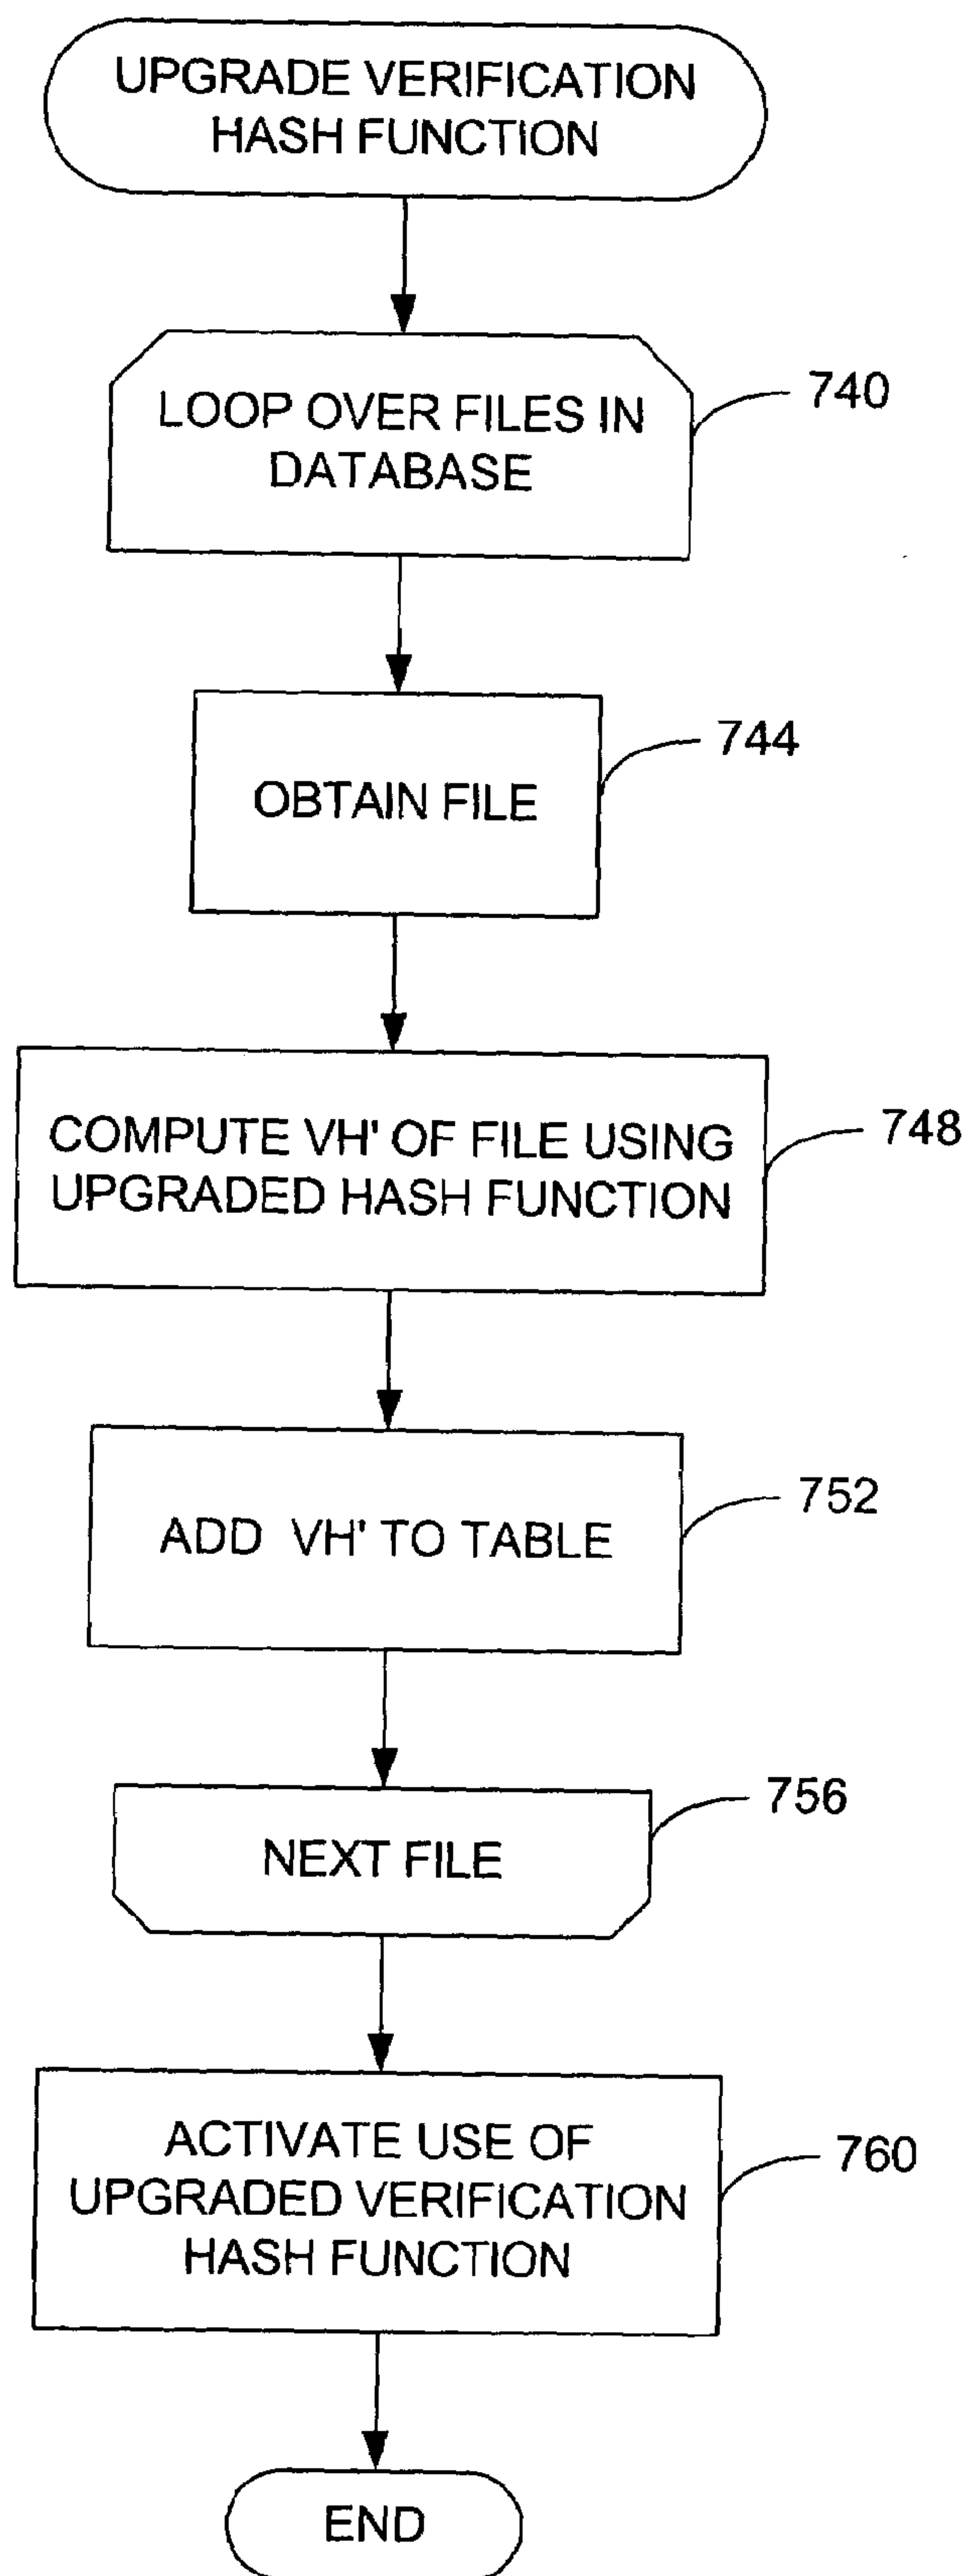 UPGRADE VERIFICATION
HASH FUNCTION
LOOP OVER FILES IN
DATABASE
740
OBTAIN FILE
744
COMPUTE VH' OF FILE USING
UPGRADED HASH FUNCTION
748
ADD VH' TO TABLE
752
NEXT FILE
756
ACTIVATE USE OF
UPGRADED VERIFICATION
HASH FUNCTION
760
END